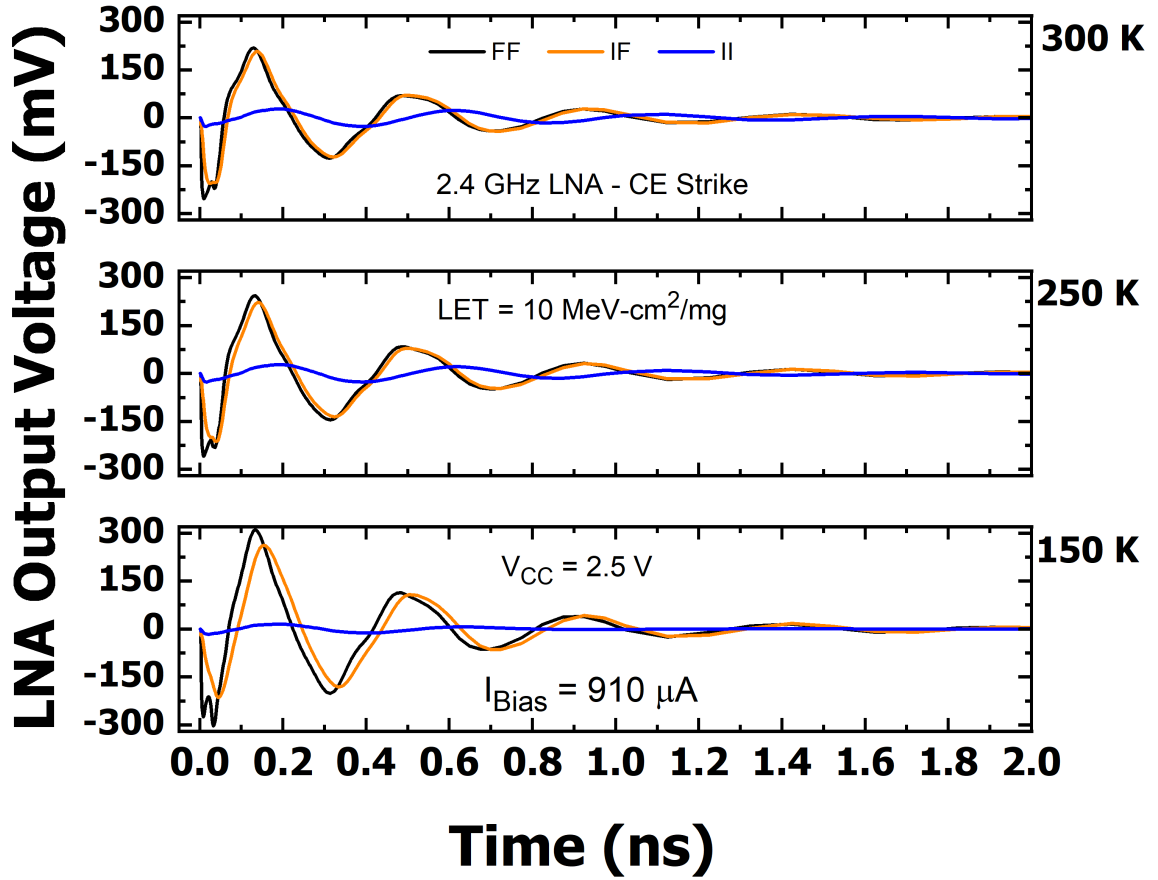 LNA Output Voltage (mV)
300
150
0
-150
-300
FF IF II
2.4 GHz LNA - CE Strike
300 K
300
150
0
-150
-300
LET = 10 MeV-cm²/mg
250 K
300
150
0
-150
-300
V_CC = 2.5 V
I_Bias = 910 μA
150 K
0.0 0.2 0.4 0.6 0.8 1.0 1.2 1.4 1.6 1.8 2.0
Time (ns)